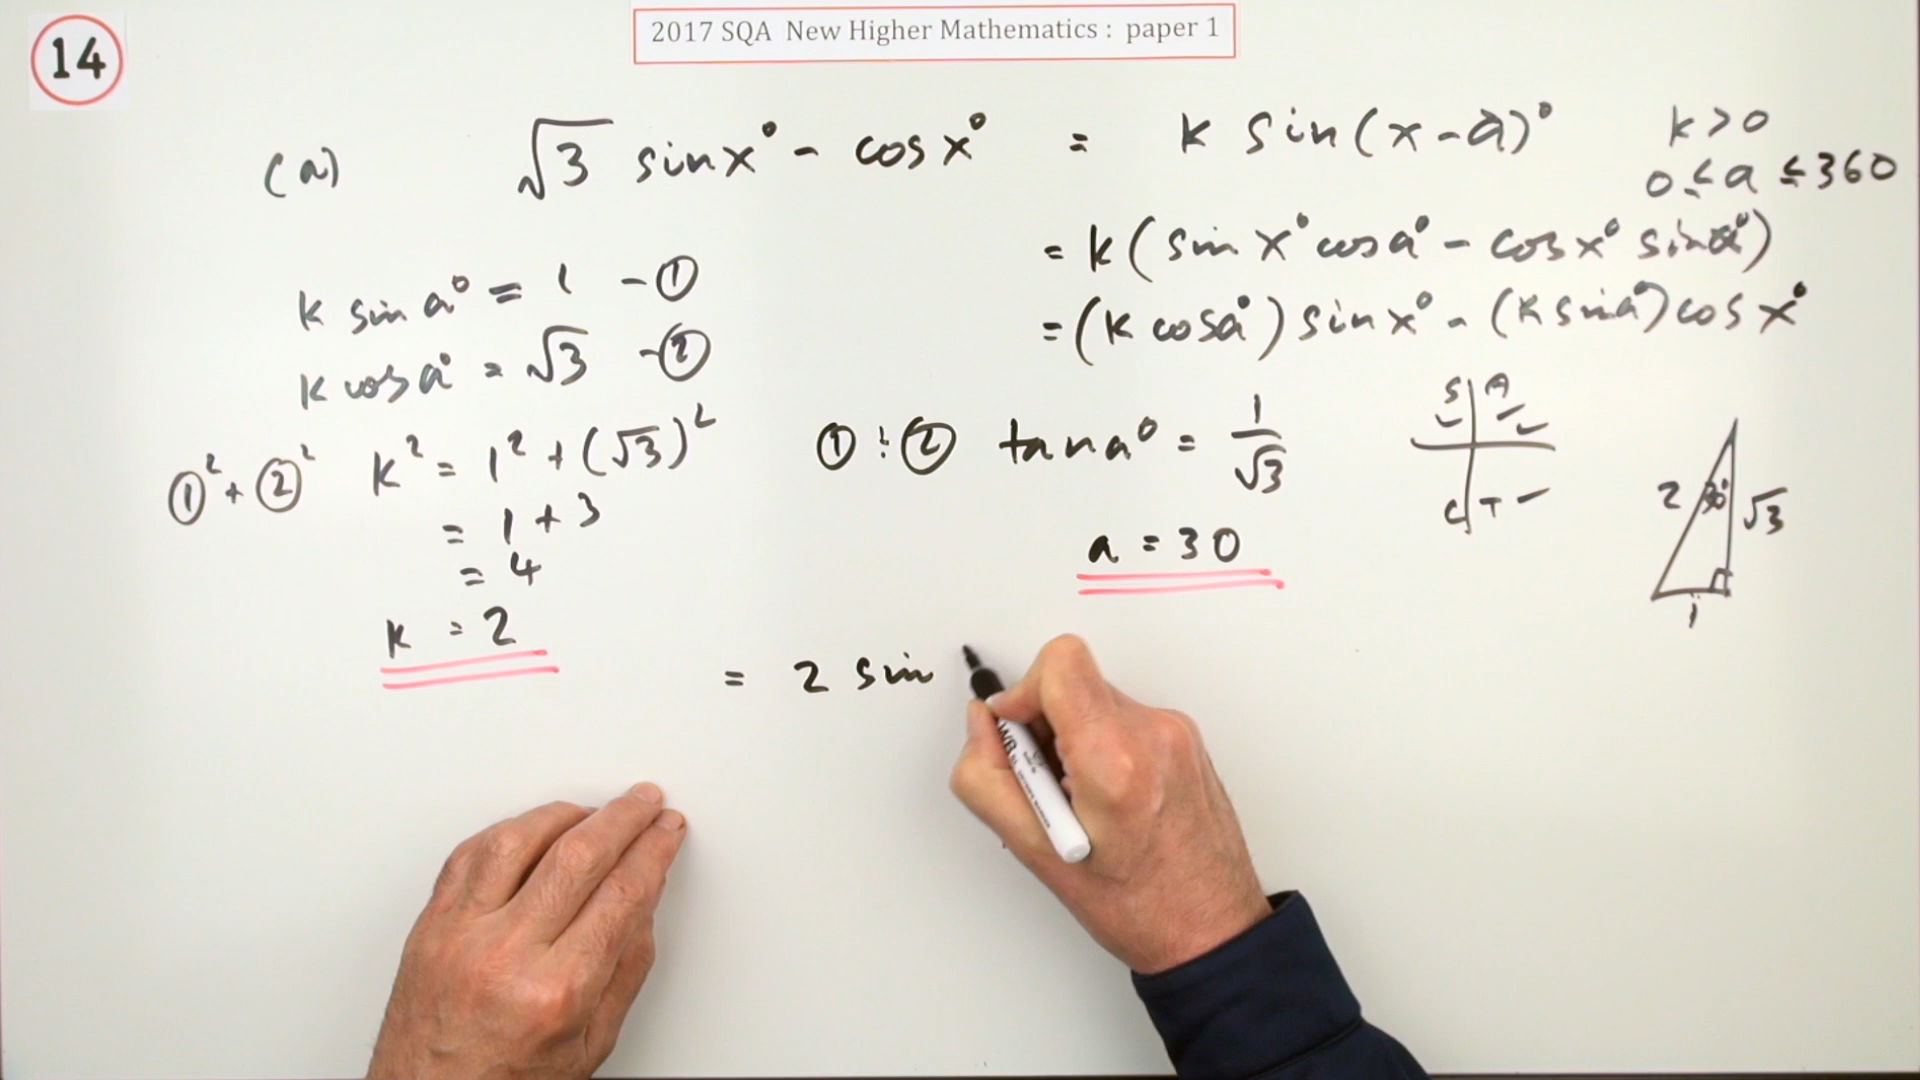 14
2017 SQA New Higher Mathematics : paper 1
(a) √3 sin x° - cos x° = k sin(x-a)° k>0
0≤a≤360
= k(sin x° cos a° - cos x° sin a°)
k sin a° = 1 -①
= (k cos a°) sin x° - (k sin a°) cos x°
k cos a° = √3 -②
①²+②² k² = 1² + (√3)²
= 1 + 3
= 4
k = 2
①÷② tan a° = 1/√3
a = 30
S A
C T
2 30° √3
1
= 2 sin
WB